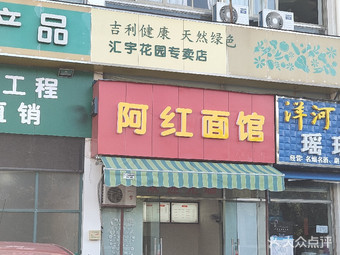 产品
吉利健康 天然绿色
汇宇花园专卖店
工程
直销
阿红面馆
洋河
瑶
大众点评